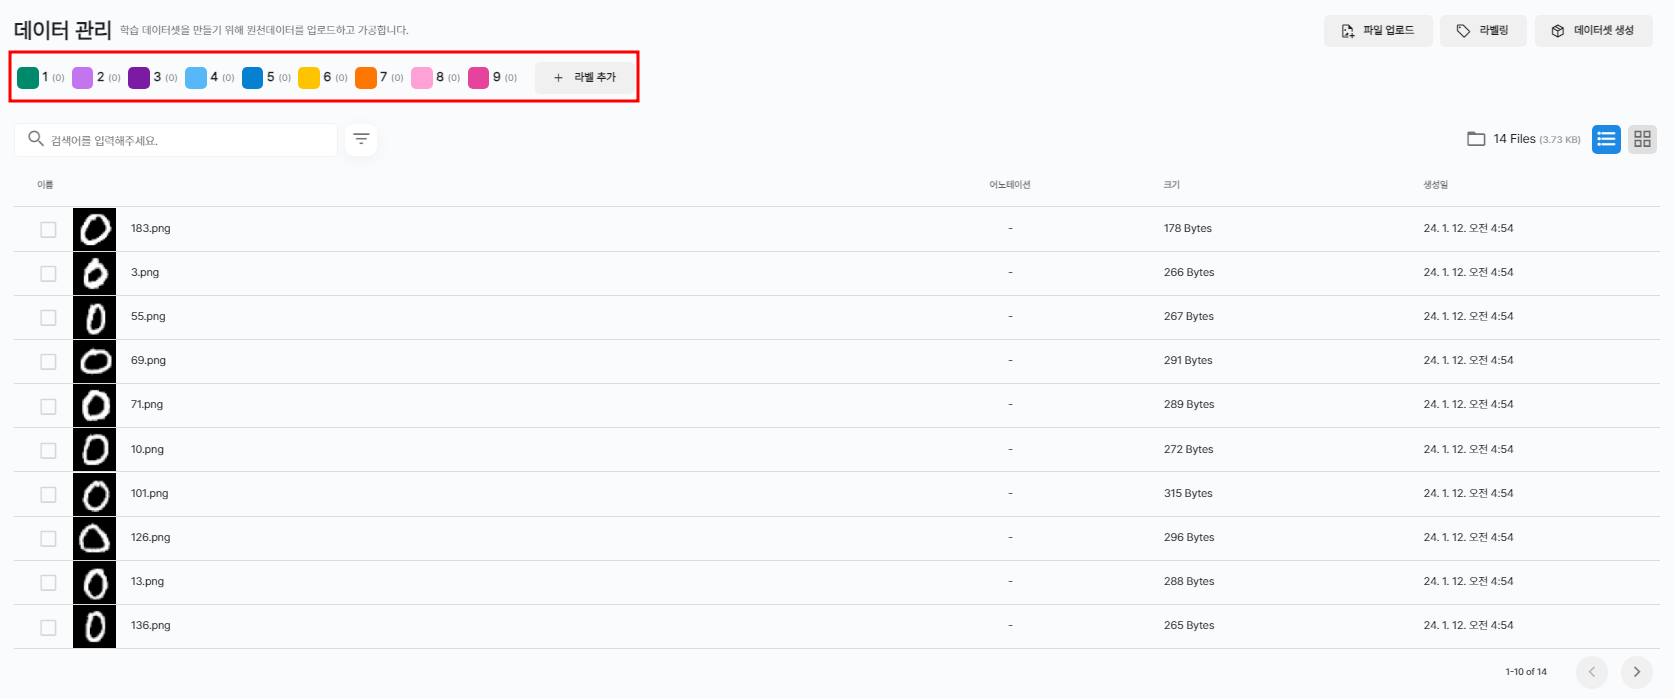 데이터 관리 학습 데이터셋을 만들기 위해 원천데이터를 업로드하고 가공합니다. 파일 업로드 라벨링 데이터셋 생성
1 (0) 2 (0) 3 (0) 4 (0) 5 (0) 6 (0) 7 (0) 8 (0) 9 (0) + 라벨 추가
검색어를 입력해주세요. 14 Files (3.73 KB)
이름 어노테이션 크기 생성일
183.png - 178 Bytes 24. 1. 12. 오전 4:54
3.png - 266 Bytes 24. 1. 12. 오전 4:54
55.png - 267 Bytes 24. 1. 12. 오전 4:54
69.png - 291 Bytes 24. 1. 12. 오전 4:54
71.png - 289 Bytes 24. 1. 12. 오전 4:54
10.png - 272 Bytes 24. 1. 12. 오전 4:54
101.png - 315 Bytes 24. 1. 12. 오전 4:54
126.png - 296 Bytes 24. 1. 12. 오전 4:54
13.png - 288 Bytes 24. 1. 12. 오전 4:54
136.png - 265 Bytes 24. 1. 12. 오전 4:54
1-10 of 14